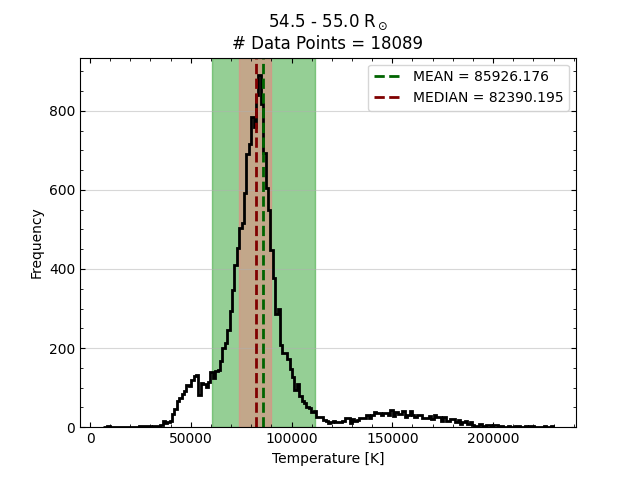 54.5 - 55.0 R⊙
# Data Points = 18089
MEAN = 85926.176
MEDIAN = 82390.195
Frequency
800
600
400
200
0
0 50000 100000 150000 200000
Temperature [K]